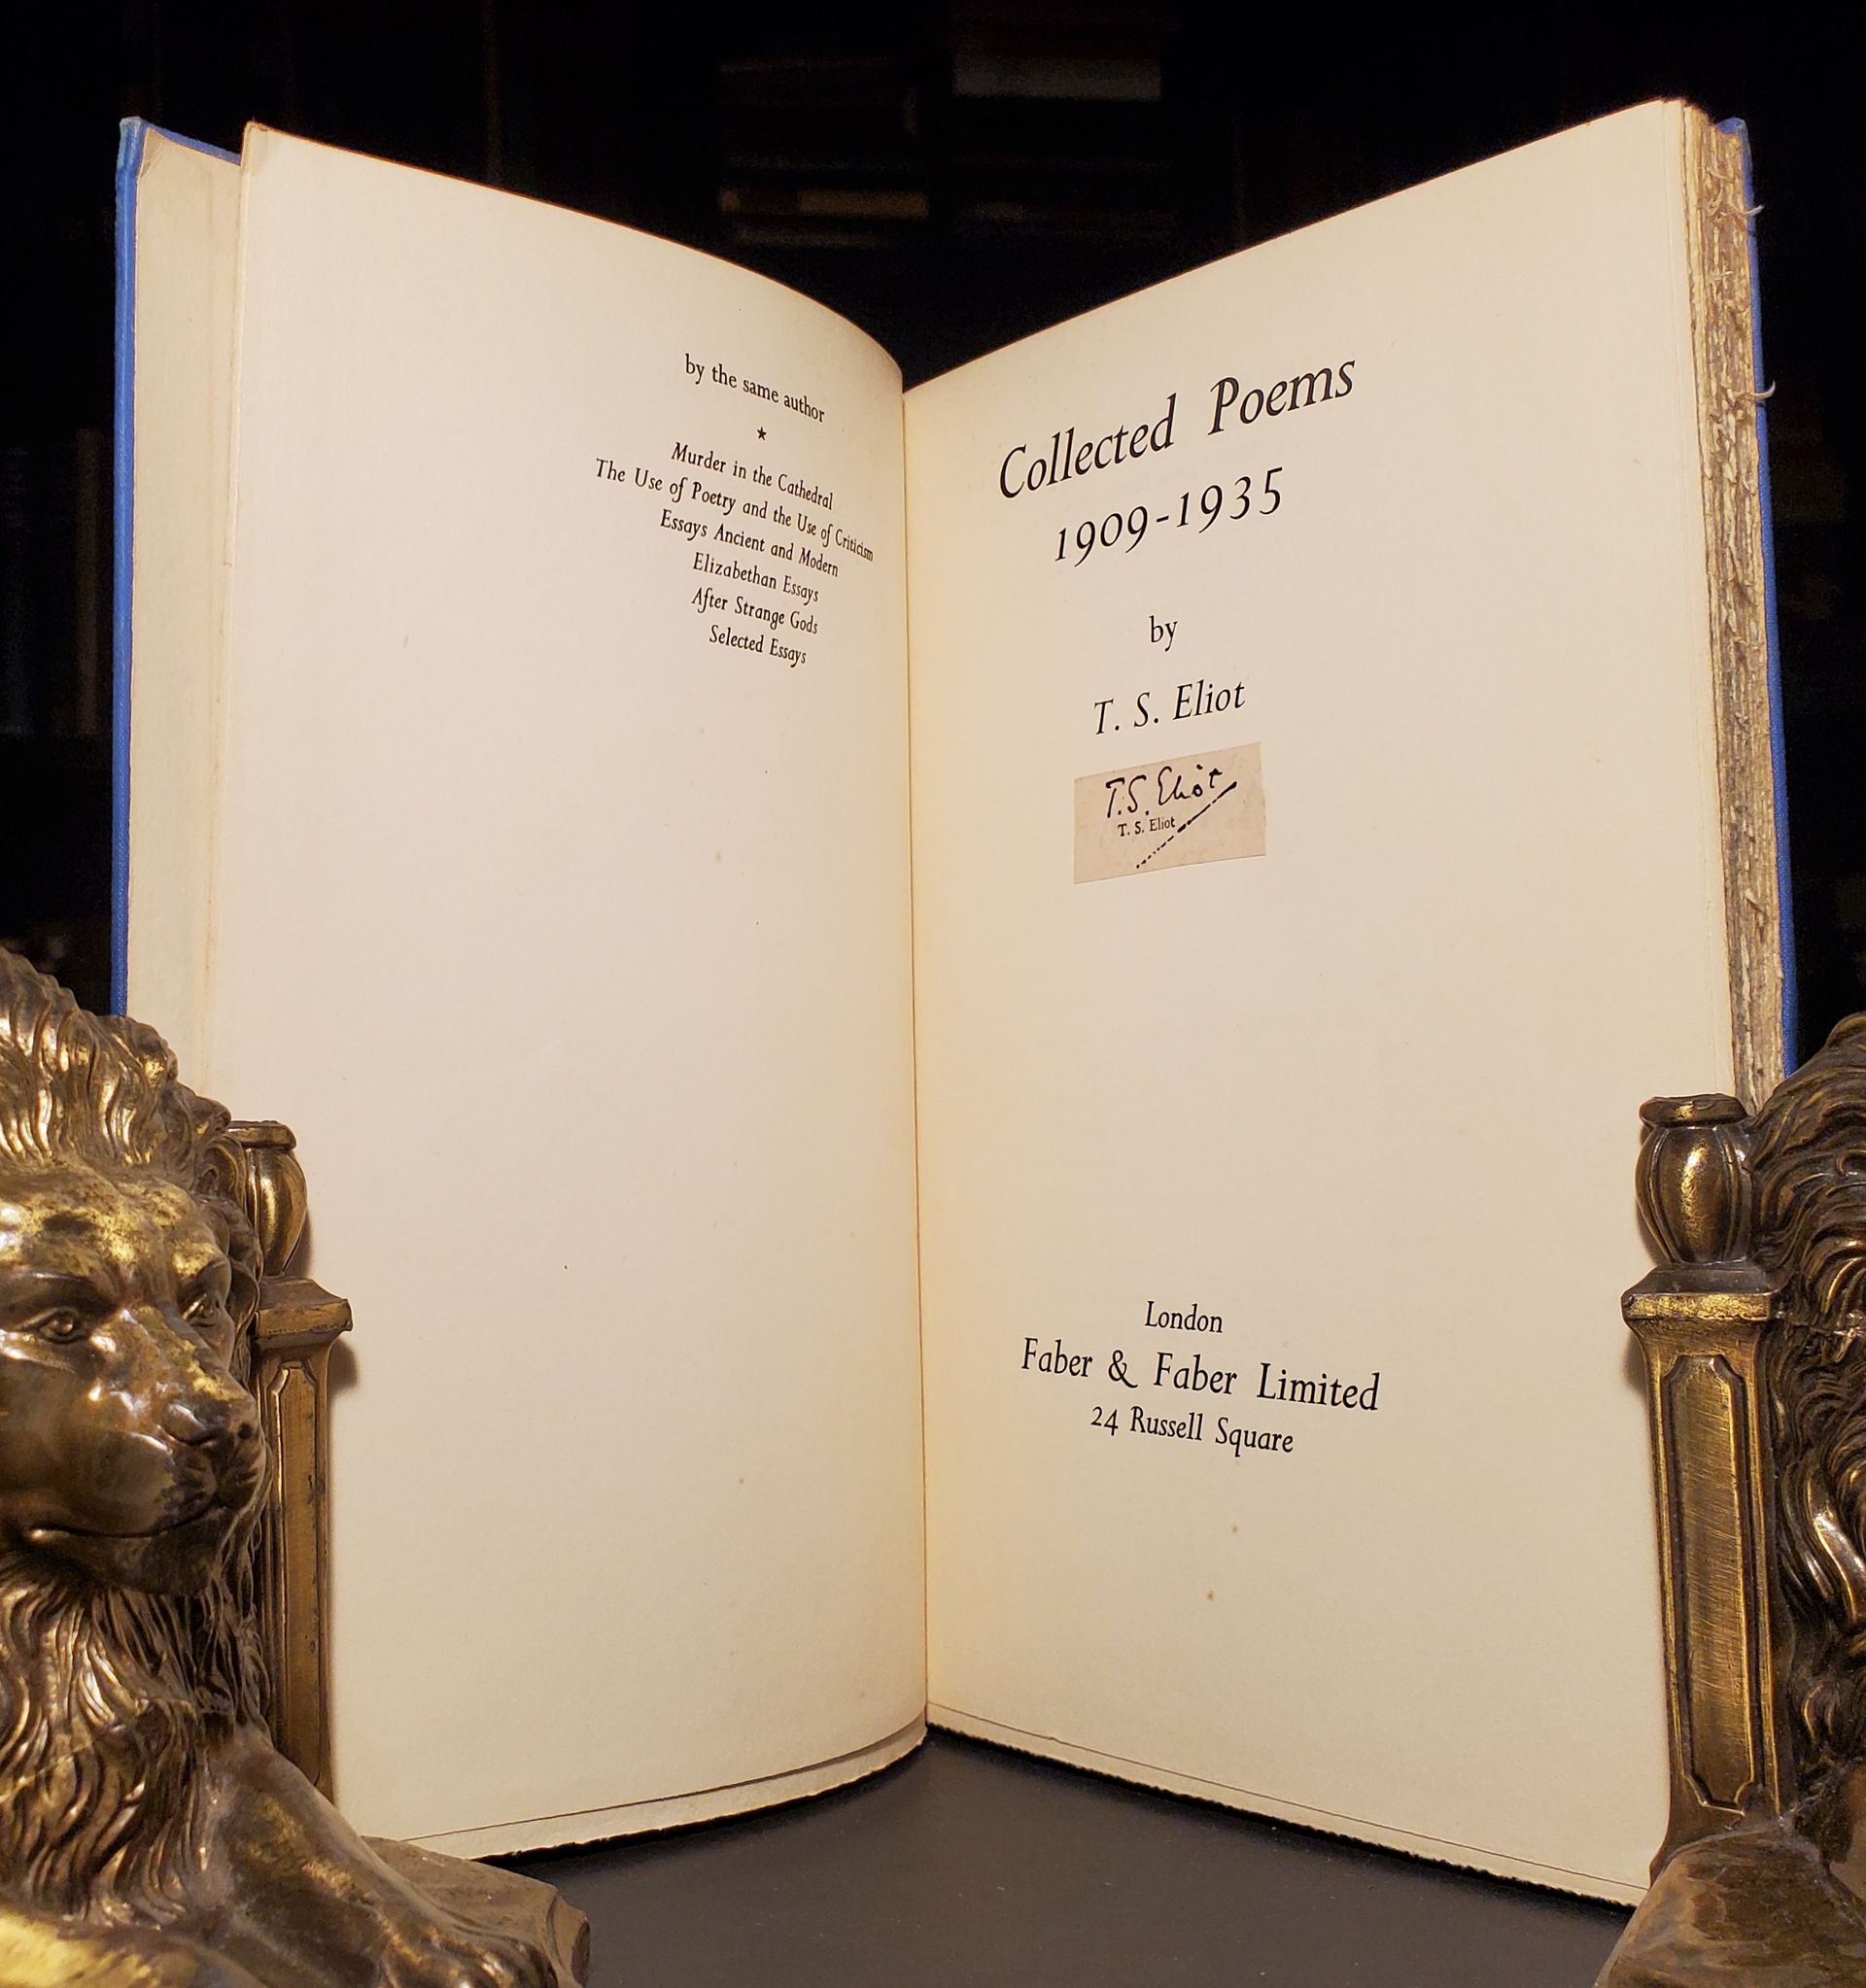 by the same author
Murder in the Cathedral
The Use of Poetry and the Use of Criticism
Essays Ancient and Modern
Elizabethan Essays
After Strange Gods
Selected Essays
Collected Poems
1909-1935
by
T. S. Eliot
T. S. Eliot
T. S. Eliot
London
Faber & Faber Limited
24 Russell Square